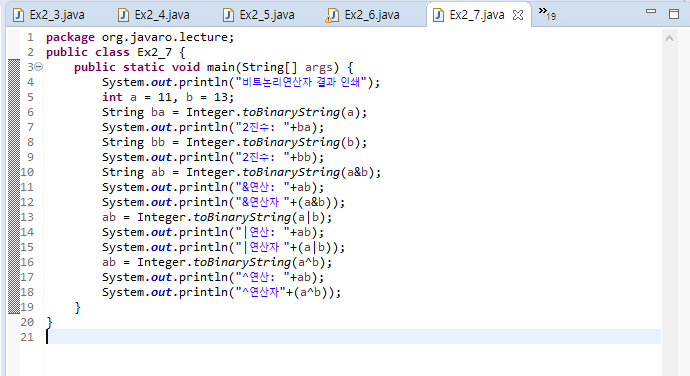 Ex2_3.java Ex2_4.java Ex2_5.java Ex2_6.java Ex2_7.java »19
1 package org.javaro.lecture;
2 public class Ex2_7 {
3 public static void main(String[] args) {
4 System.out.println("비트논리연산자 결과 인쇄");
5 int a = 11, b = 13;
6 String ba = Integer.toBinaryString(a);
7 System.out.println("2진수: "+ba);
8 String bb = Integer.toBinaryString(b);
9 System.out.println("2진수: "+bb);
10 String ab = Integer.toBinaryString(a&b);
11 System.out.println("&연산: "+ab);
12 System.out.println("&연산자 "+(a&b));
13 ab = Integer.toBinaryString(a|b);
14 System.out.println("|연산: "+ab);
15 System.out.println("|연산자 "+(a|b));
16 ab = Integer.toBinaryString(a^b);
17 System.out.println("^연산: "+ab);
18 System.out.println("^연산자"+(a^b));
19 }
20 }
21